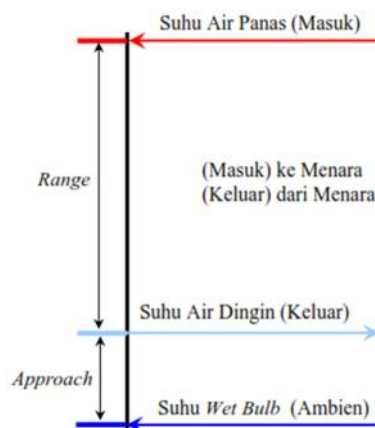 Suhu Air Panas (Masuk)
Range
(Masuk) ke Menara
(Keluar) dari Menara
Suhu Air Dingin (Keluar)
Approach
Suhu Wet Bulb (Ambien)